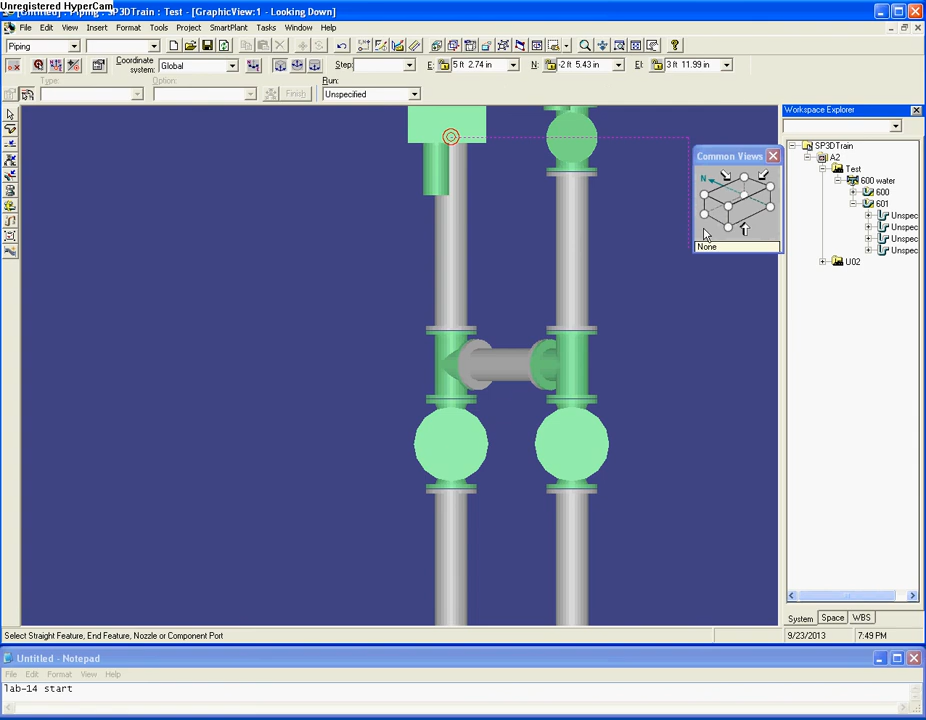 Unregistered HyperCam
SP3DTrain : Test - [GraphicView:1 - Looking Down]
File Edit View Insert Format Tools Project SmartPlant Tasks Window Help
Piping
Coordinate system: Global Step: E: 5 ft 2.74 in N: -2 ft 5.43 in El: 3 ft 11.99 in
Type: Option: Finish Run: Unspecified
Workspace Explorer
SP3DTrain
A2
Test
600 water
600
601
Unspec
Unspec
Unspec
Unspec
U02
Common Views
N
None
System Space WBS
Select Straight Feature, End Feature, Nozzle or Component Port
9/23/2013 7:49 PM
Untitled - Notepad
File Edit Format View Help
lab-14 start